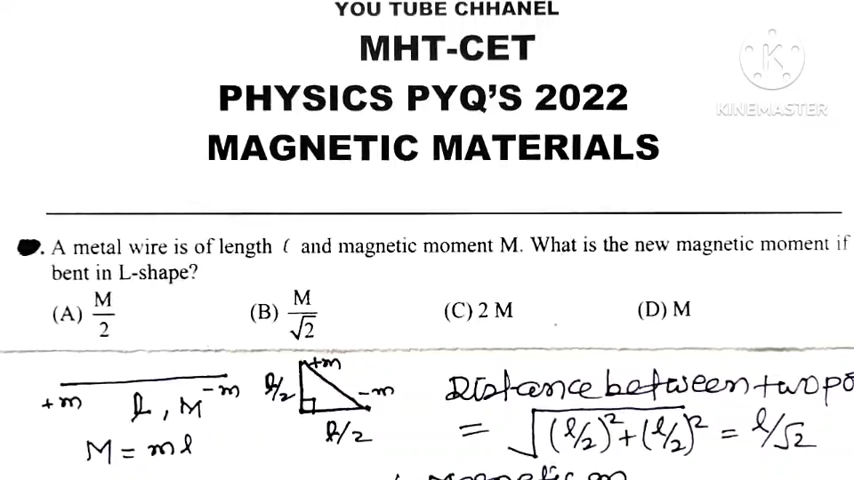 YOU TUBE CHHANEL
MHT-CET
K
KINEMASTER
PHYSICS PYQ'S 2022
MAGNETIC MATERIALS
. A metal wire is of length ℓ and magnetic moment M. What is the new magnetic moment if
bent in L-shape?
(A) M/2 (B) M/√2 (C) 2 M (D) M
+m ℓ, M -m
M = mℓ
ℓ/2 +m -m
ℓ/2
Distance between two po
= √(ℓ/2)²+(ℓ/2)² = ℓ/√2